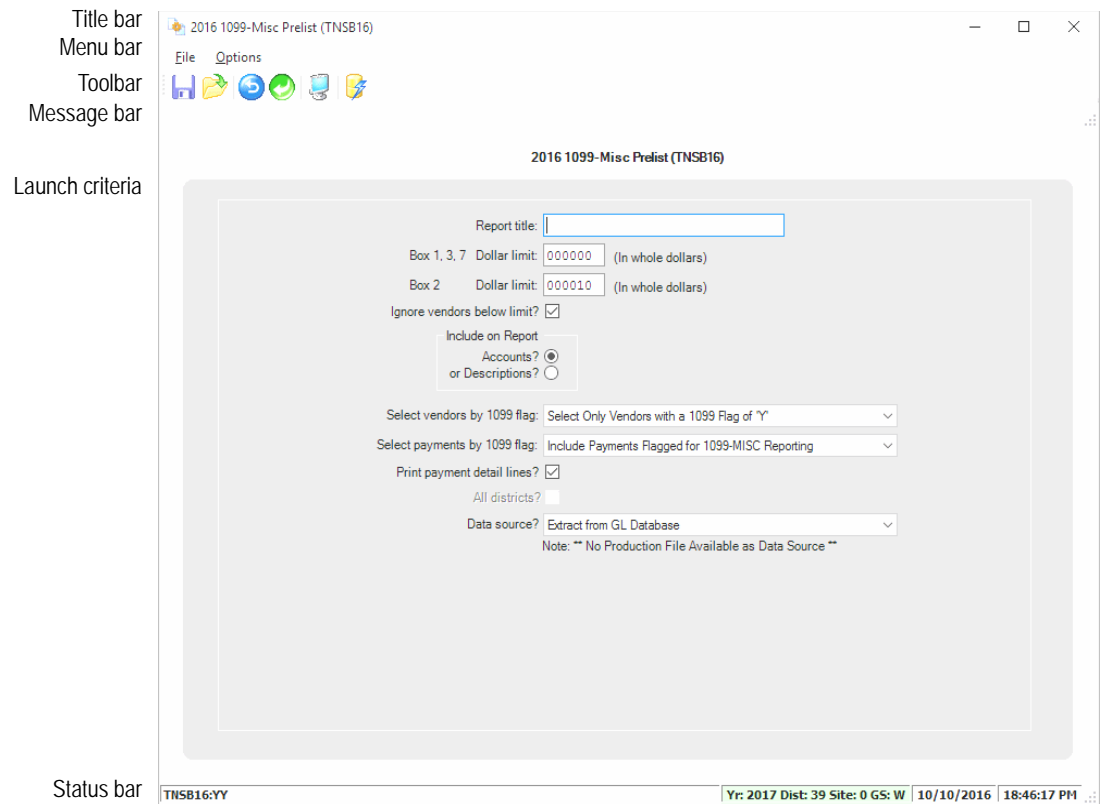 Title bar
2016 1099-Misc Prelist (TNSB16)
Menu bar
File Options
Toolbar
Message bar
2016 1099-Misc Prelist (TNSB16)
Launch criteria
Report title:
Box 1, 3, 7 Dollar limit: 000000 (In whole dollars)
Box 2 Dollar limit: 000010 (In whole dollars)
Ignore vendors below limit?
Include on Report
Accounts?
or Descriptions?
Select vendors by 1099 flag: Select Only Vendors with a 1099 Flag of 'Y'
Select payments by 1099 flag: Include Payments Flagged for 1099-MISC Reporting
Print payment detail lines?
All districts?
Data source? Extract from GL Database
Note: ** No Production File Available as Data Source **
Status bar
TNSB16:YY Yr: 2017 Dist: 39 Site: 0 GS: W 10/10/2016 18:46:17 PM